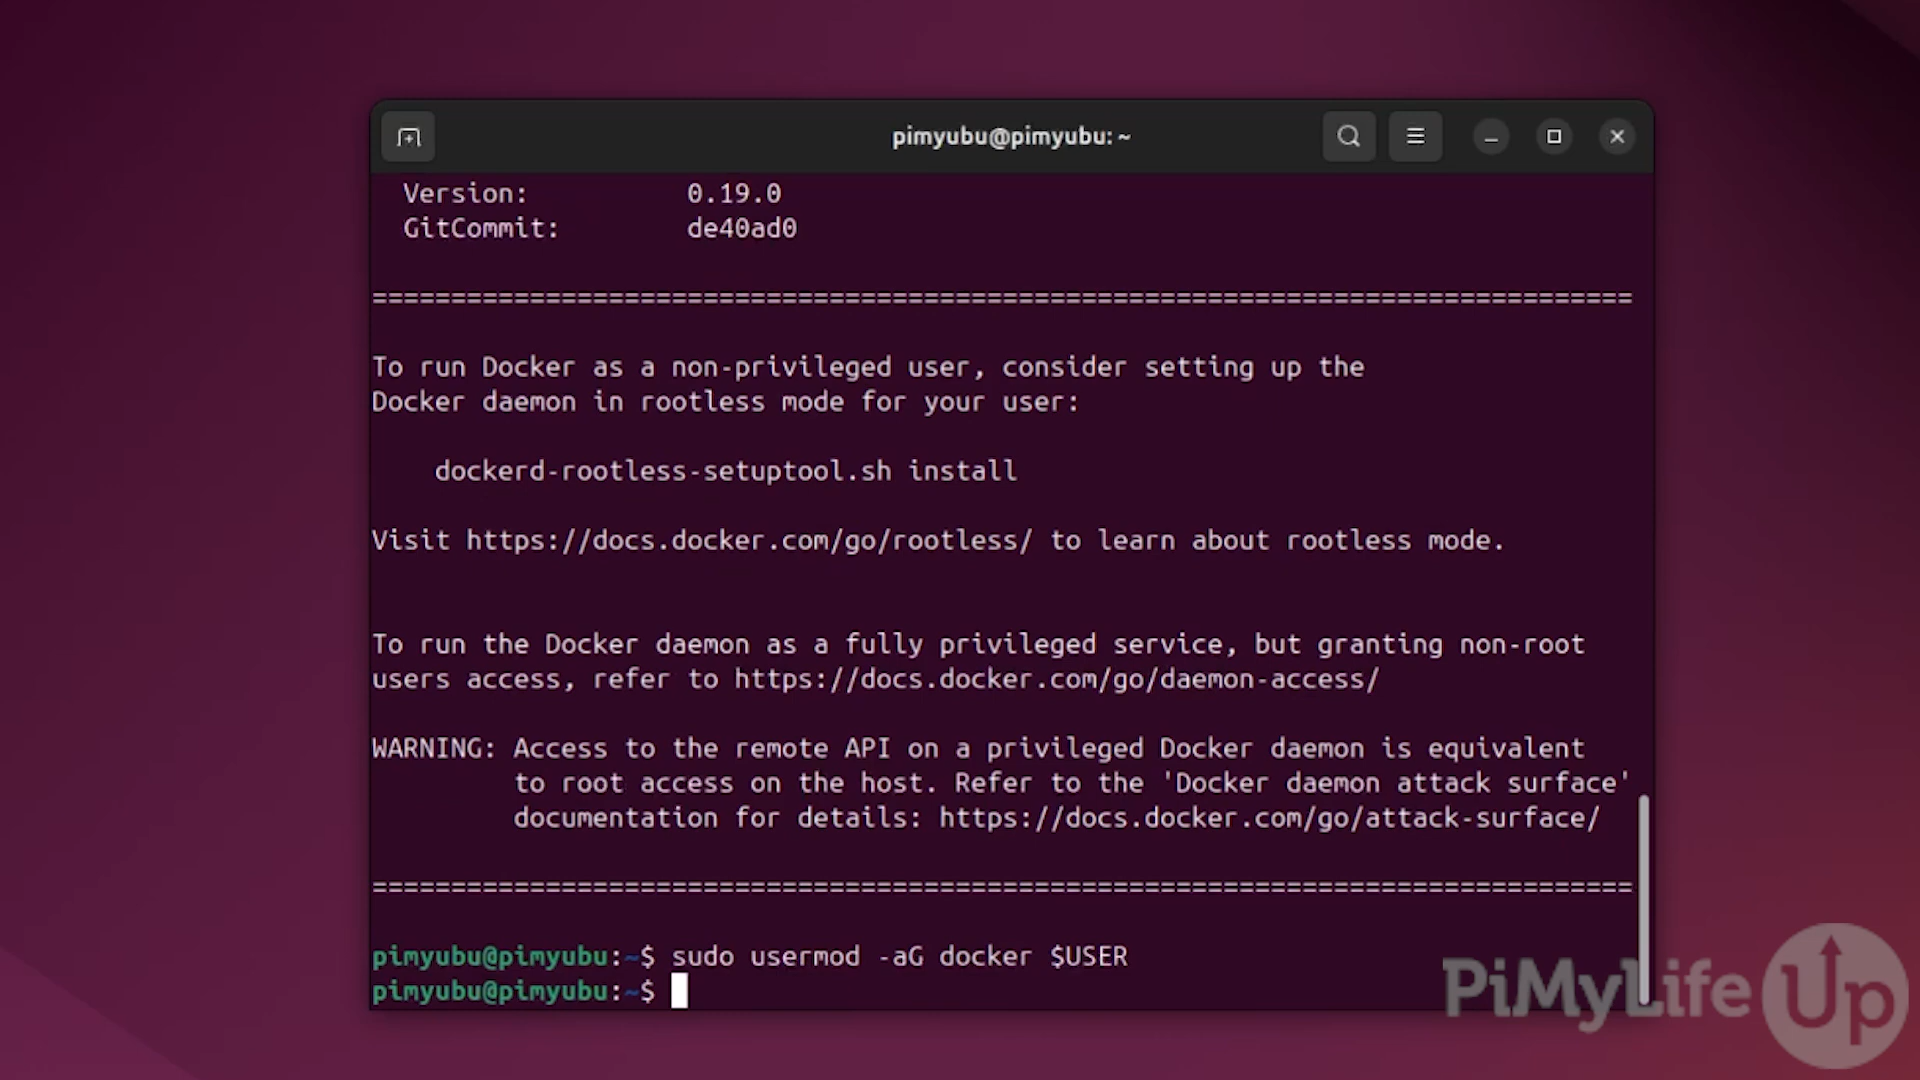 pimyubu@pimyubu: ~
Version: 0.19.0
GitCommit: de40ad0
================================================================================
To run Docker as a non-privileged user, consider setting up the
Docker daemon in rootless mode for your user:
dockerd-rootless-setuptool.sh install
Visit https://docs.docker.com/go/rootless/ to learn about rootless mode.
To run the Docker daemon as a fully privileged service, but granting non-root
users access, refer to https://docs.docker.com/go/daemon-access/
WARNING: Access to the remote API on a privileged Docker daemon is equivalent
to root access on the host. Refer to the 'Docker daemon attack surface'
documentation for details: https://docs.docker.com/go/attack-surface/
================================================================================
pimyubu@pimyubu:~$ sudo usermod -aG docker $USER
pimyubu@pimyubu:~$
PiMyLife Up